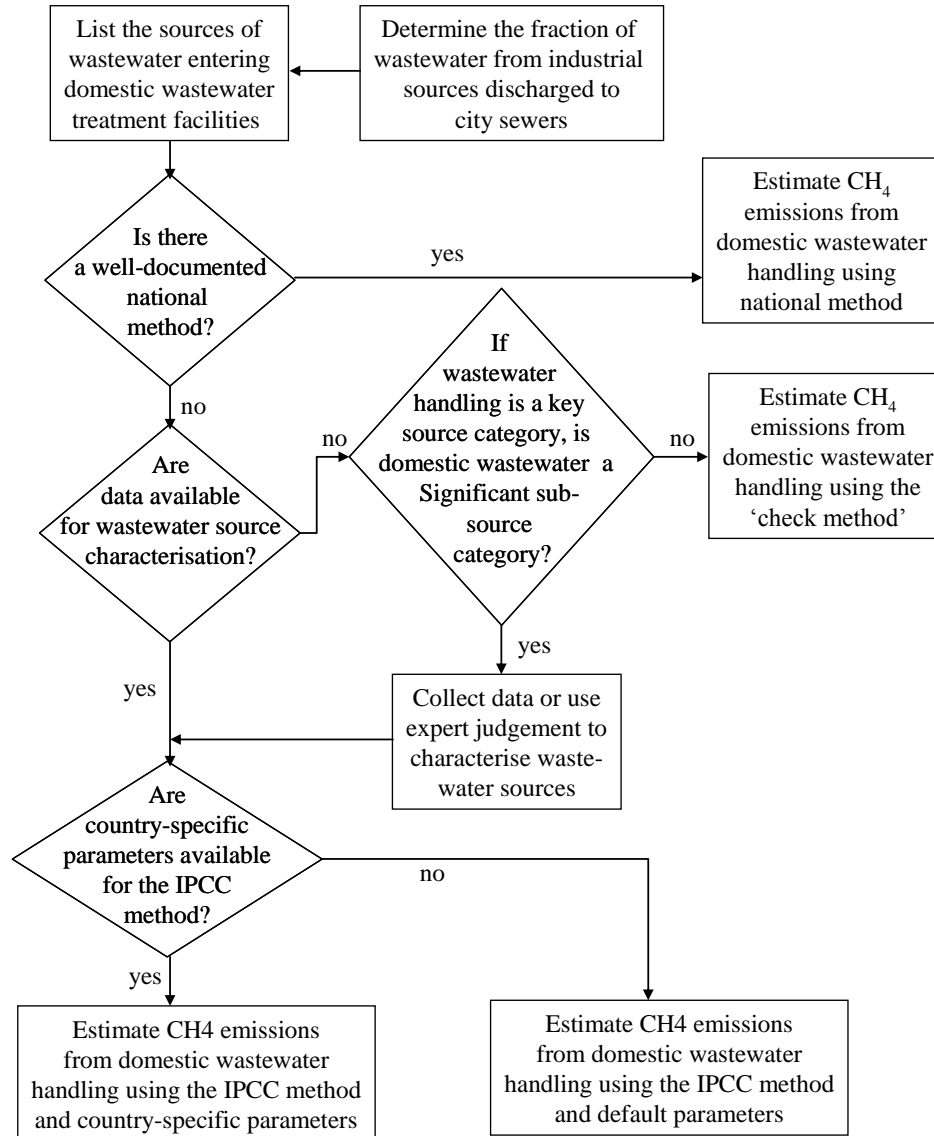 List the sources of
wastewater entering
domestic wastewater
treatment facilities
Determine the fraction of
wastewater from industrial
sources discharged to
city sewers
Is there
a well-documented
national
method?
yes
Estimate CH₄
emissions from
domestic wastewater
handling using
national method
no
Are
data available
for wastewater source
characterisation?
no
If
wastewater
handling is a key
source category, is
domestic wastewater a
Significant sub-
source
category?
no
Estimate CH₄
emissions from
domestic wastewater
handling using the
‘check method’
yes
yes
Collect data or use
expert judgement to
characterise waste-
water sources
Are
country-specific
parameters available
for the IPCC
method?
no
yes
Estimate CH4 emissions
from domestic wastewater
handling using the IPCC method
and country-specific parameters
Estimate CH4 emissions
from domestic wastewater
handling using the IPCC method
and default parameters